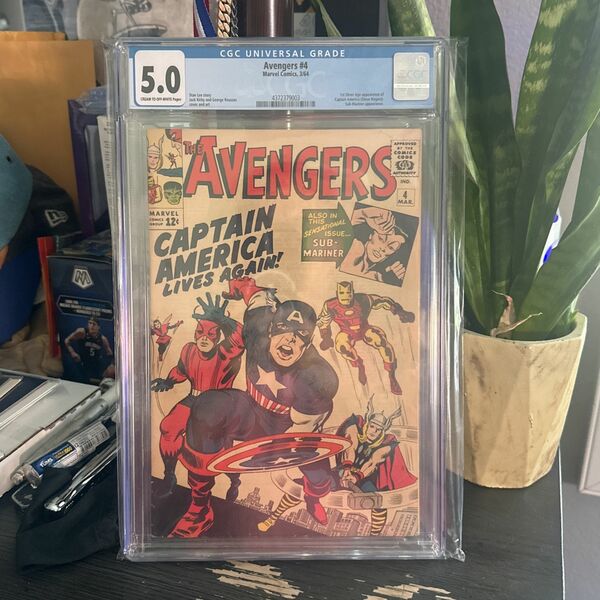 CGC UNIVERSAL GRADE
5.0
CREAM TO OFF-WHITE Pages
Avengers #4
Marvel Comics, 3/64
Stan Lee story
Jack Kirby and George Roussos
cover and art
4372379003
1st Silver Age appearance of
Captain America (Steve Rogers).
Sub-Mariner appearance.
CGC
THE AVENGERS
APPROVED
BY THE
COMICS
CODE
AUTHORITY
MARVEL
COMICS
GROUP
12¢
IND.
4
MAR.
CAPTAIN
AMERICA
LIVES AGAIN!
ALSO IN
THIS
SENSATIONAL
ISSUE...
SUB-
MARINER
A